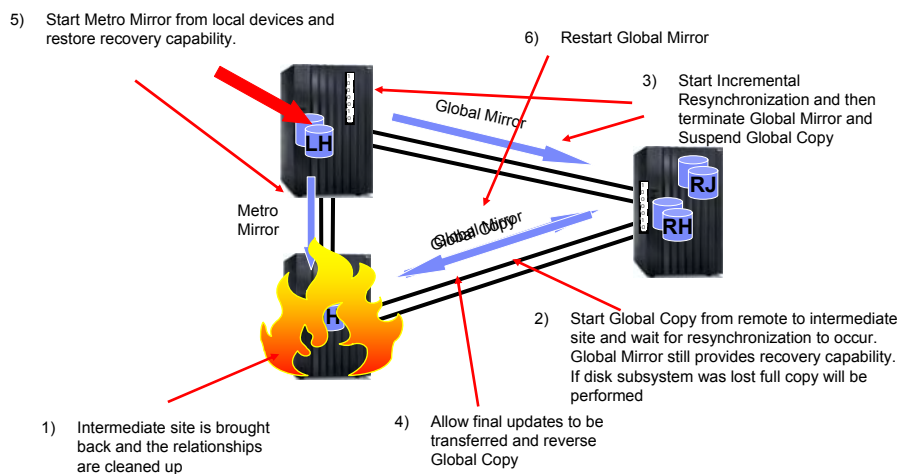 5) Start Metro Mirror from local devices and
restore recovery capability.
6) Restart Global Mirror
3) Start Incremental
Resynchronization and then
terminate Global Mirror and
Suspend Global Copy
Global Mirror
LH
RJ
RH
Metro
Mirror
Global Mirror
Global Copy
H
2) Start Global Copy from remote to intermediate
site and wait for resynchronization to occur.
Global Mirror still provides recovery capability.
If disk subsystem was lost full copy will be
performed
1) Intermediate site is brought
back and the relationships
are cleaned up
4) Allow final updates to be
transferred and reverse
Global Copy